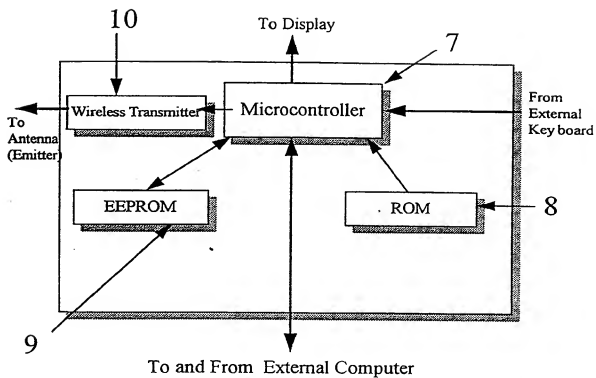 10
To Display
7
Wireless Transmitter
Microcontroller
From
External
Key board
To
Antenna
(Emitter)
EEPROM
ROM
8
9
To and From External Computer